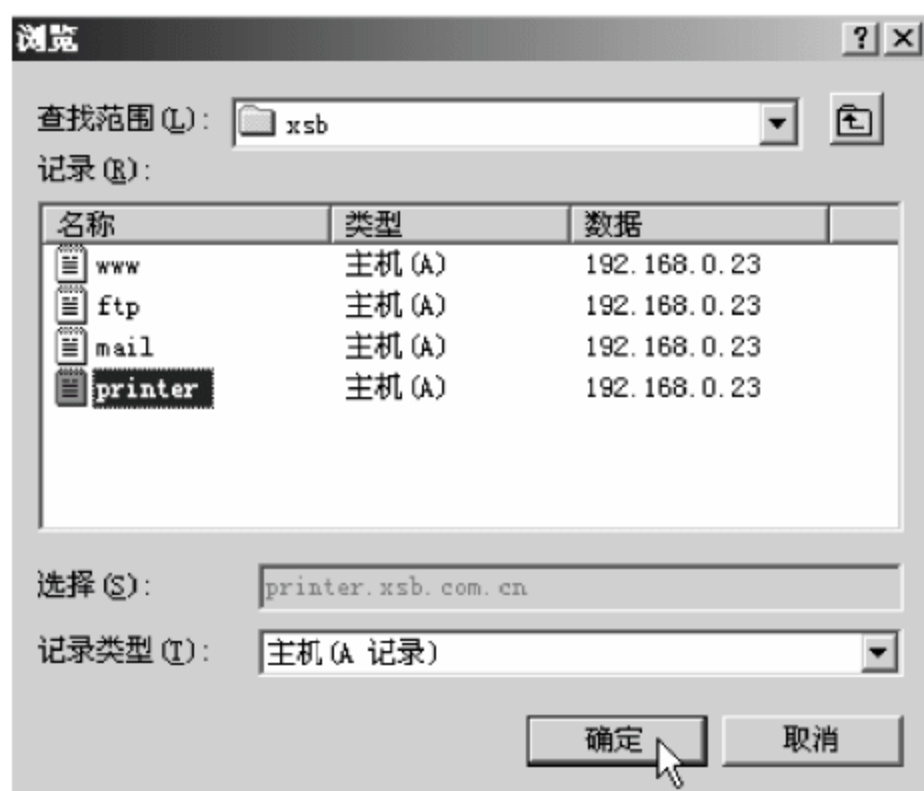 浏览
查找范围(L): xsb
记录(R):
名称 类型 数据
www 主机(A) 192.168.0.23
ftp 主机(A) 192.168.0.23
mail 主机(A) 192.168.0.23
printer 主机(A) 192.168.0.23
选择(S): printer.xsb.com.cn
记录类型(T): 主机(A 记录)
确定 取消